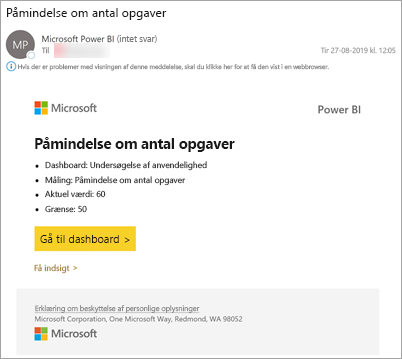 Påmindelse om antal opgaver
MP
Microsoft Power BI (intet svar)
Til
Tir 27-08-2019 kl. 12:05
Hvis der er problemer med visningen af denne meddelelse, skal du klikke her for at få den vist i en webbrowser.
Microsoft
Power BI
Påmindelse om antal opgaver
• Dashboard: Undersøgelse af anvendelighed
• Måling: Påmindelse om antal opgaver
• Aktuel værdi: 60
• Grænse: 50
Gå til dashboard >
Få indsigt >
Erklæring om beskyttelse af personlige oplysninger
Microsoft Corporation, One Microsoft Way, Redmond, WA 98052
Microsoft